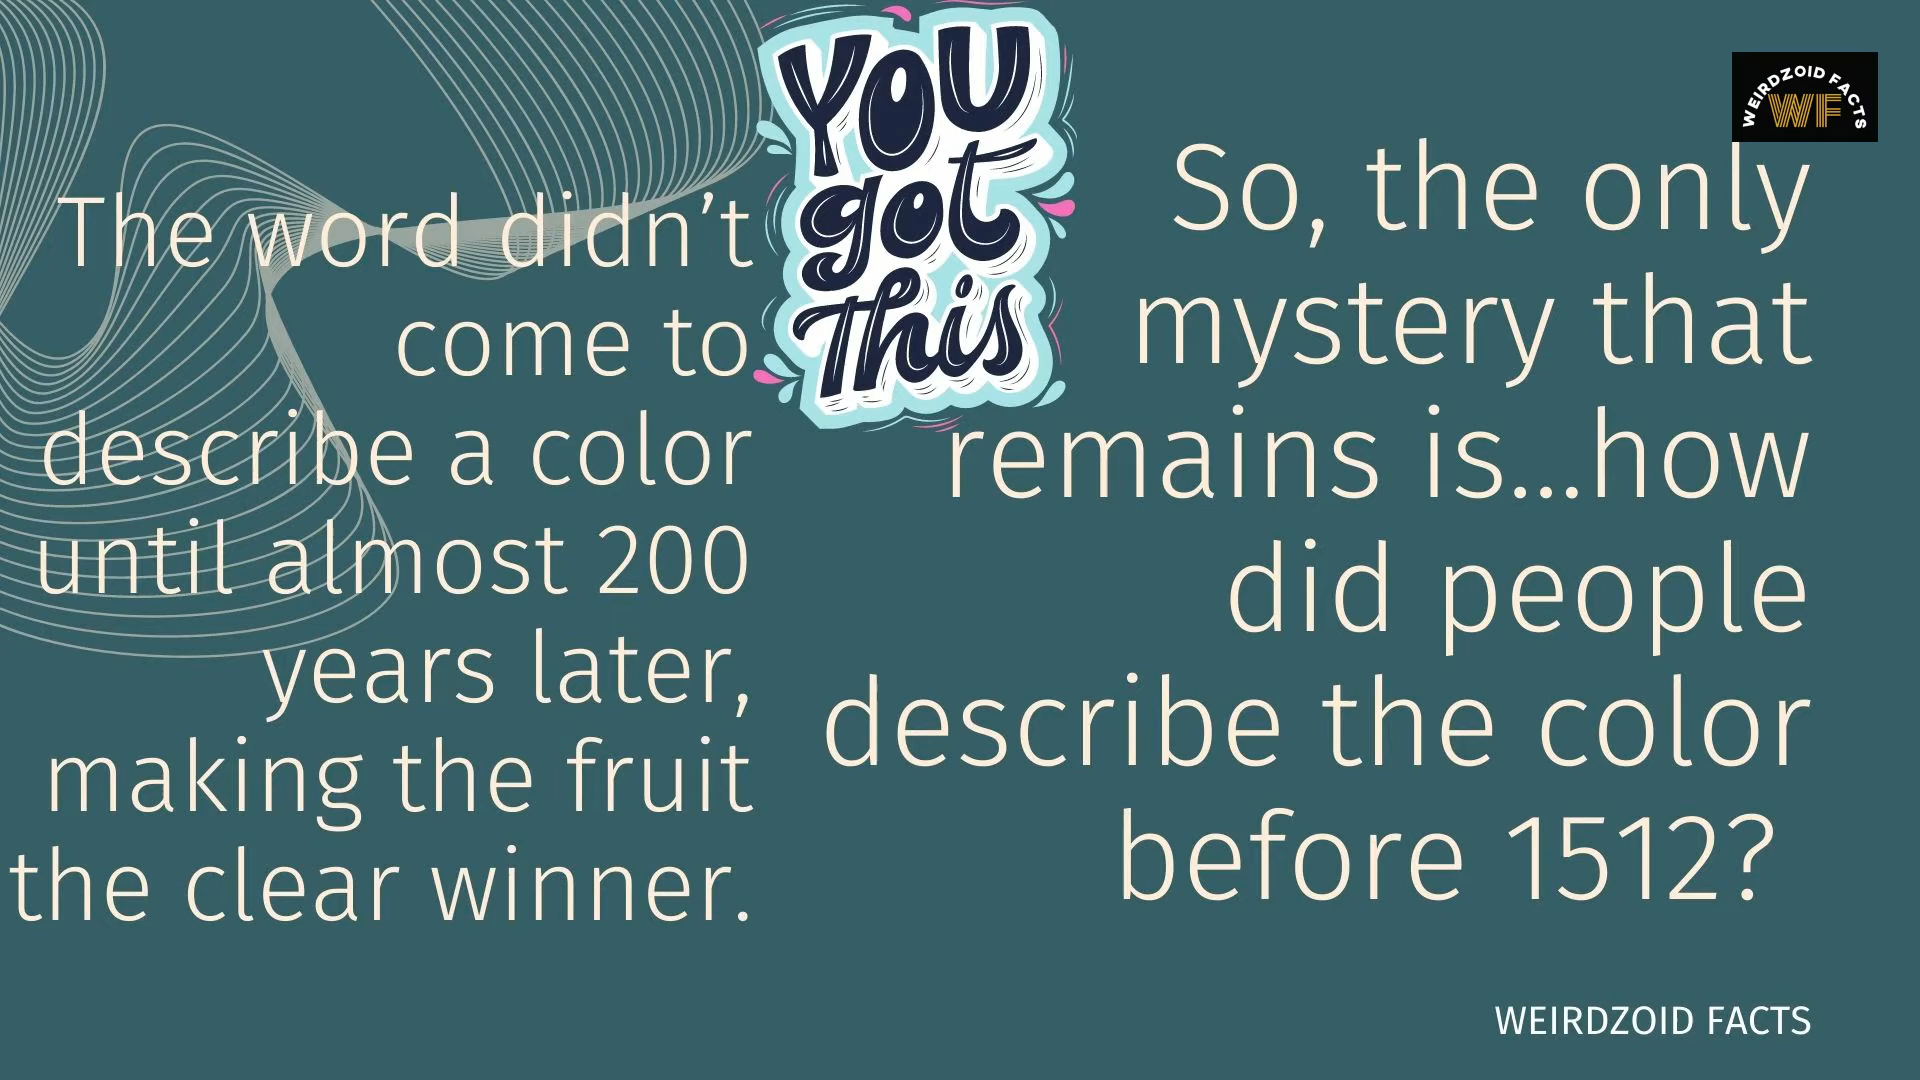 YOU
got
This
WEIRDZOID FACTS
WF
The word didn’t
come to
describe a color
until almost 200
years later,
making the fruit
the clear winner.
So, the only
mystery that
remains is...how
did people
describe the color
before 1512?
WEIRDZOID FACTS